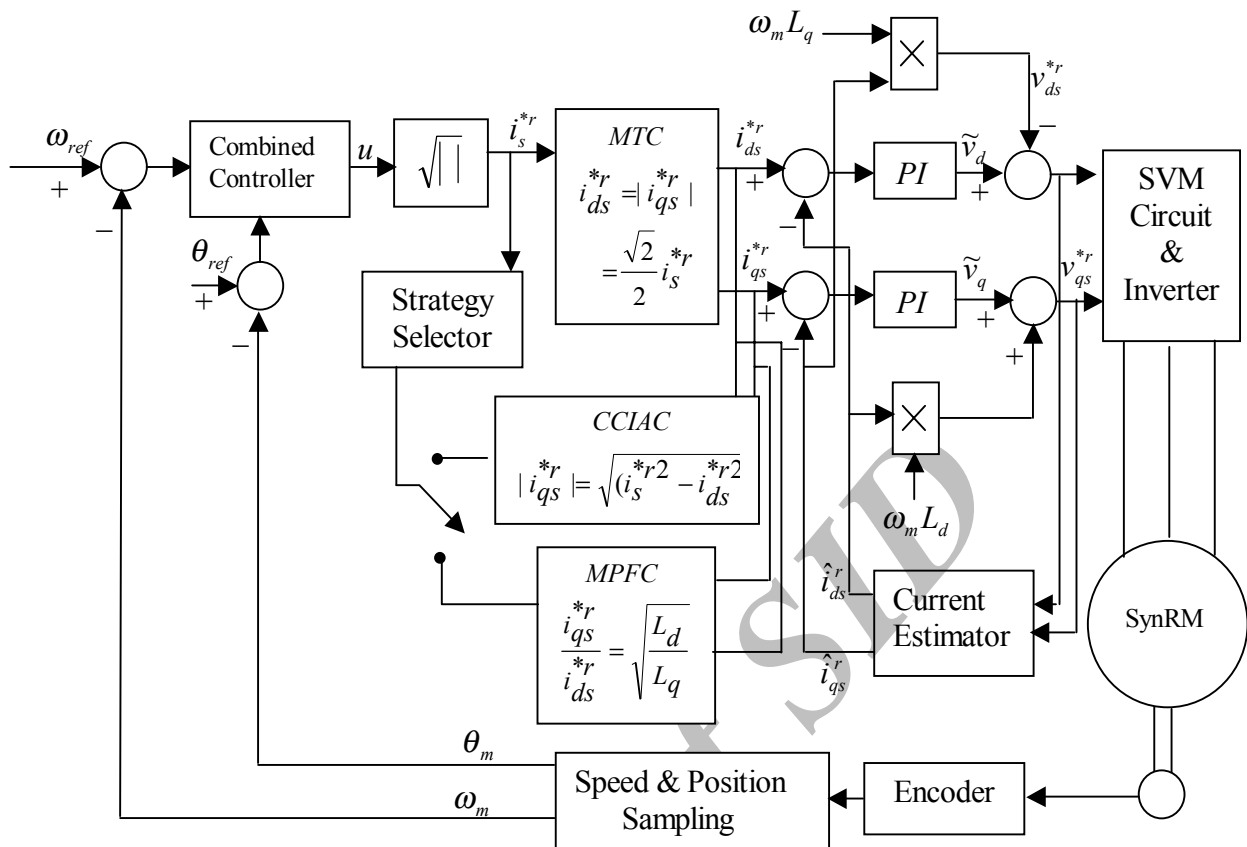 ω_m L_q
×
v_ds^{*r}
−
ω_ref
+
−
Combined
Controller
u
√| |
i_s^{*r}
MTC
i_ds^{*r} = | i_qs^{*r} |
= √2/2 i_s^{*r}
i_ds^{*r}
+
−
PI
ṽ_d
+
SVM
Circuit
&
Inverter
θ_ref
+
−
Strategy
Selector
i_qs^{*r}
+
−
PI
ṽ_q
+
+
v_qs^{*r}
CCIAC
| i_qs^{*r} |= √(i_s^{*r2} − i_ds^{*r2}
×
ω_m L_d
MPFC
i_qs^{*r} / i_ds^{*r} = √(L_d / L_q)
î_ds^r
î_qs^r
Current
Estimator
SynRM
SID
θ_m
ω_m
Speed & Position
Sampling
Encoder